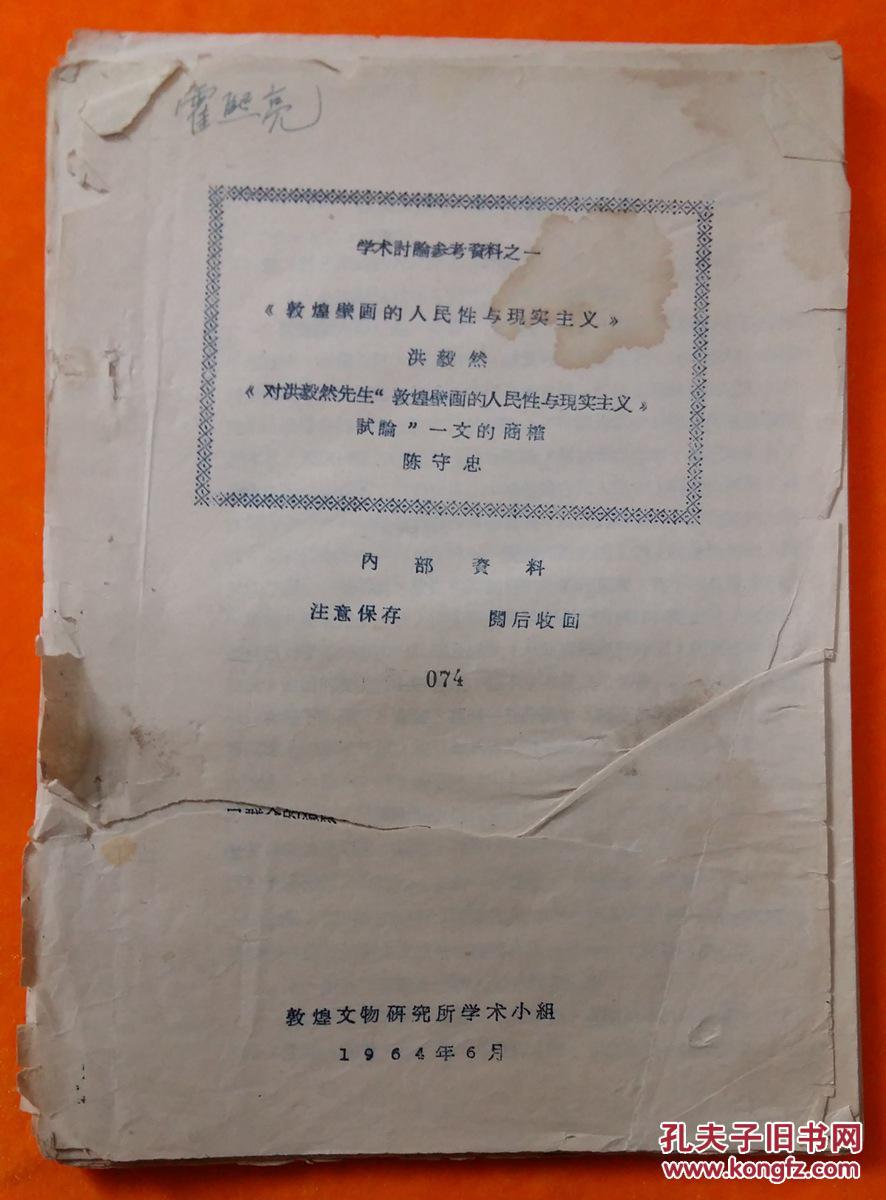 霍熙亮
学术討論参考資料之一
《敦煌壁画的人民性与現实主义》
洪毅然
《对洪毅然先生“敦煌壁画的人民性与現实主义》
試論”一文的商榷
陈守忠
內部資料
注意保存 閱后收回
074
敦煌文物研究所学术小組
1964年6月
孔夫子旧书网
www.kongfz.com